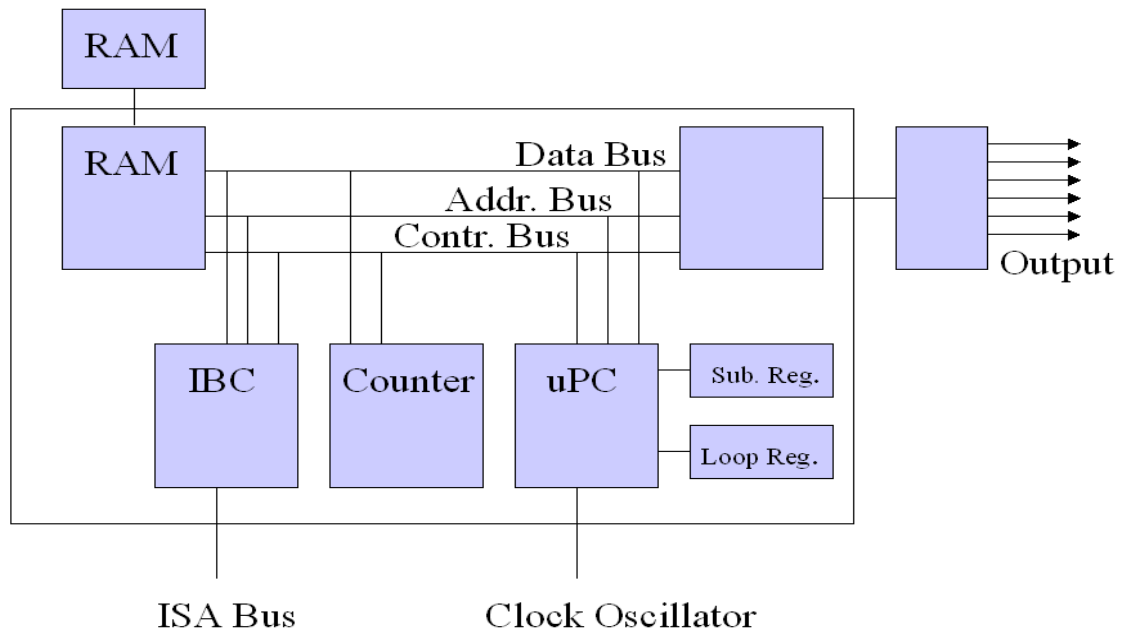 RAM
RAM
Data Bus
Addr. Bus
Contr. Bus
Output
IBC
Counter
uPC
Sub. Reg.
Loop Reg.
ISA Bus
Clock Oscillator